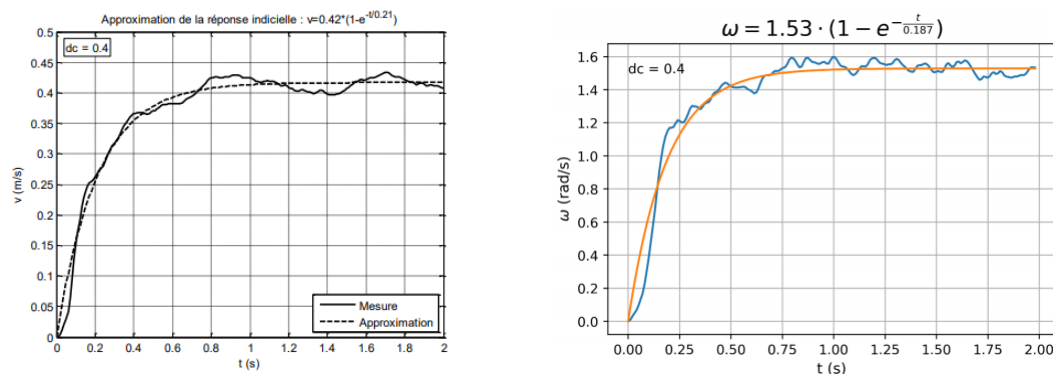 Approximation de la réponse indicielle : v=0.42*(1-e^-t/0.21)
dc = 0.4
0.5
0.45
0.4
0.35
0.3
0.25
0.2
0.15
0.1
0.05
0
v (m/s)
Mesure
Approximation
0 0.2 0.4 0.6 0.8 1 1.2 1.4 1.6 1.8 2
t (s)
ω = 1.53 · (1 − e^−t/0.187)
dc = 0.4
1.6
1.4
1.2
1.0
0.8
0.6
0.4
0.2
0.0
ω (rad/s)
0.00 0.25 0.50 0.75 1.00 1.25 1.50 1.75 2.00
t (s)